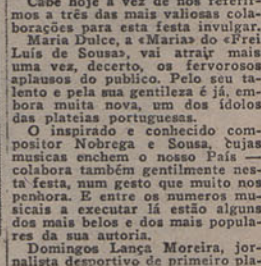 Cabe hoje a vez de nos referir-
mos a três das mais valiosas cola-
borações para esta festa invulgar.
Maria Dulce, a «Maria» do «Frei
Luis de Sousa», vai atrair mais
uma vez, decerto, os fervorosos
aplausos do publico. Pelo seu ta-
lento e pela sua gentileza é já, em-
bora muita nova, um dos ídolos
das plateias portuguesas.
O inspirado e conhecido com-
positor Nobrega e Sousa, cujas
musicas enchem o nosso País —
colabora também gentilmente nes-
ta festa, num gesto que muito nos
penhora. E entre os numeros mu-
sicais a executar lá estão alguns
dos mais belos e dos mais popula-
res da sua autoria.
Domingos Lança Moreira, jor-
nalista desportivo de primeiro pla-